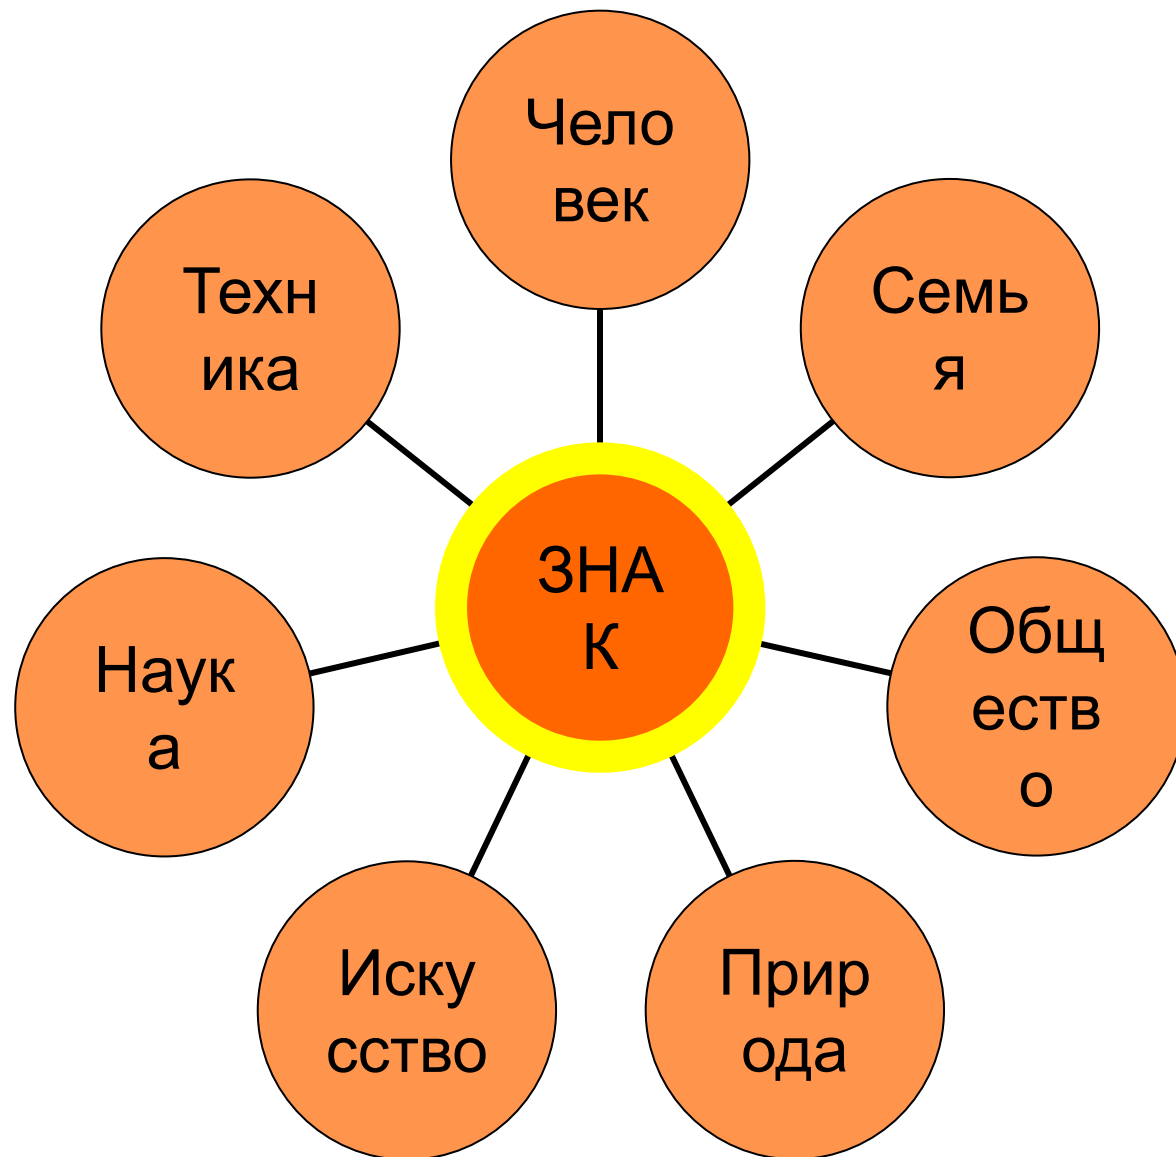 Чело
век
Техн
ика
Семь
я
ЗНА
К
Наук
а
Общ
еств
о
Иску
сство
Прир
ода